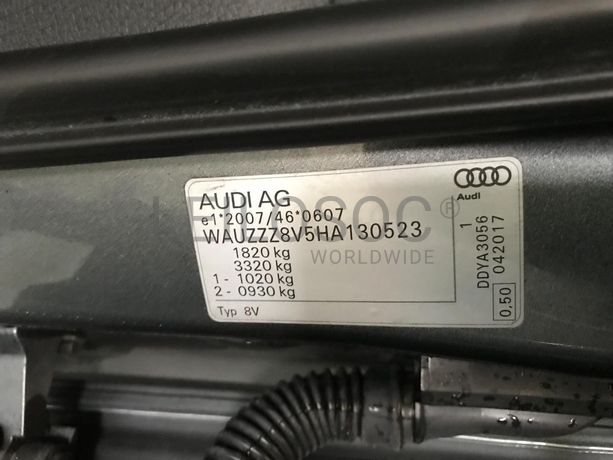 AUDI AG
e1*2007/46*0607
WAUZZZ8V5HA130523
1820 kg
3320 kg
1 - 1020 kg
2 - 0930 kg
Typ 8V
Audi
1
DDYA3056
042017
0,50
LEILOSOC®
WORLDWIDE